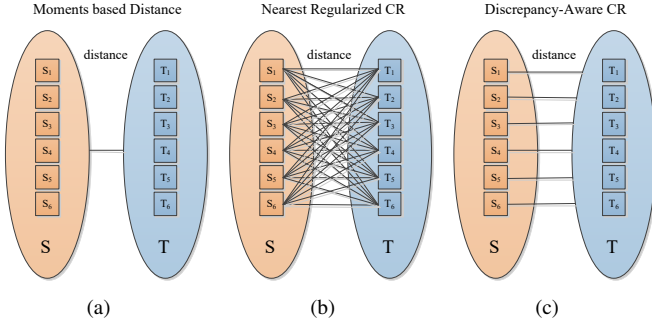 Moments based Distance
distance
S1 T1
S2 T2
S3 T3
S4 T4
S5 T5
S6 T6
S T
(a)
Nearest Regularized CR
distance
S1 T1
S2 T2
S3 T3
S4 T4
S5 T5
S6 T6
S T
(b)
Discrepancy-Aware CR
distance
S1 T1
S2 T2
S3 T3
S4 T4
S5 T5
S6 T6
S T
(c)